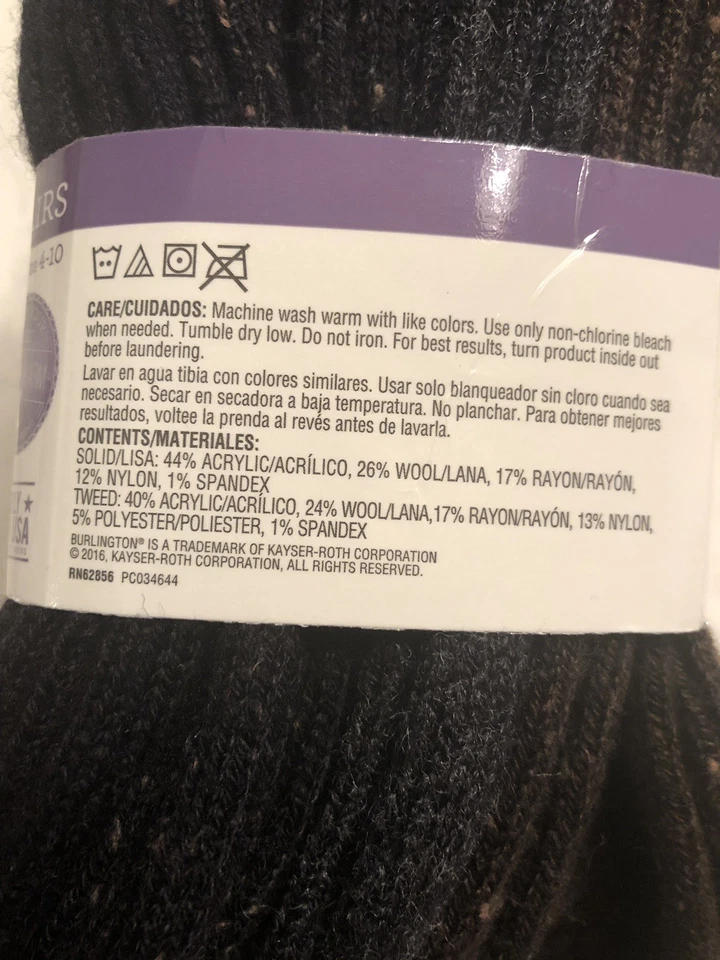 IRS
4-10
CARE/CUIDADOS: Machine wash warm with like colors. Use only non-chlorine bleach
when needed. Tumble dry low. Do not iron. For best results, turn product inside out
before laundering.
Lavar en agua tibia con colores similares. Usar solo blanqueador sin cloro cuando sea
necesario. Secar en secadora a baja temperatura. No planchar. Para obtener mejores
resultados, voltee la prenda al revés antes de lavarla.
CONTENTS/MATERIALES:
SOLID/LISA: 44% ACRYLIC/ACRÍLICO, 26% WOOL/LANA, 17% RAYON/RAYÓN,
12% NYLON, 1% SPANDEX
TWEED: 40% ACRYLIC/ACRÍLICO, 24% WOOL/LANA,17% RAYON/RAYÓN, 13% NYLON,
5% POLYESTER/POLIESTER, 1% SPANDEX
BURLINGTON® IS A TRADEMARK OF KAYSER-ROTH CORPORATION
© 2016, KAYSER-ROTH CORPORATION, ALL RIGHTS RESERVED.
RN62856 PC034644